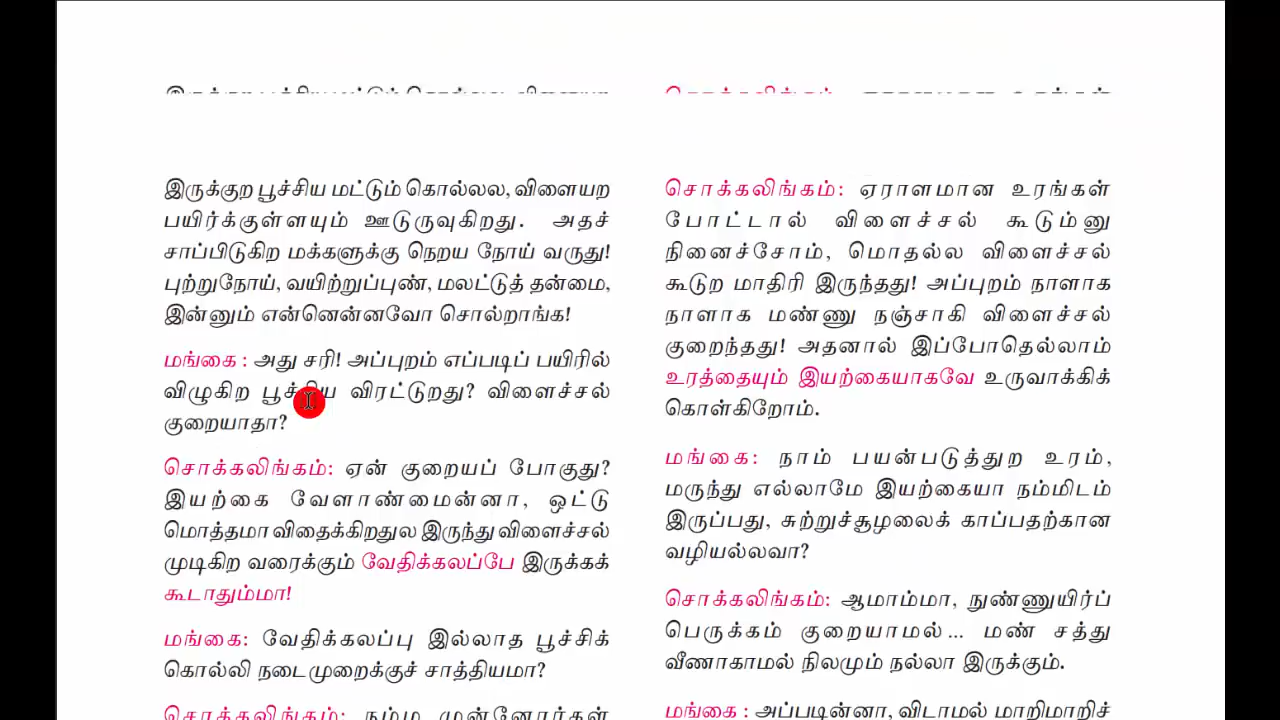 இருக்குற பூச்சிய மட்டும் கொல்லல, விளையற
பயிர்க்குள்ளயும் ஊடுருவுகிறது. அதச்
சாப்பிடுகிற மக்களுக்கு நெறய நோய் வருது!
புற்றுநோய், வயிற்றுப்புண், மலட்டுத் தன்மை,
இன்னும் என்னென்னவோ சொல்றாங்க!
மங்கை : அது சரி! அப்புறம் எப்படிப் பயிரில்
விழுகிற பூச்சிய விரட்டுறது? விளைச்சல்
குறையாதா?
சொக்கலிங்கம்: ஏன் குறையப் போகுது?
இயற்கை வேளாண்மைன்னா, ஒட்டு
மொத்தமா விதைக்கிறதுல இருந்து விளைச்சல்
முடிகிற வரைக்கும் வேதிக்கலப்பே இருக்கக்
கூடாதும்மா!
மங்கை: வேதிக்கலப்பு இல்லாத பூச்சிக்
கொல்லி நடைமுறைக்குச் சாத்தியமா?
சொக்கலிங்கம்: நம்ம முன்னோர்கள்
சொக்கலிங்கம்: ஏராளமான உரங்கள்
போட்டால் விளைச்சல் கூடும்னு
நினைச்சோம், மொதல்ல விளைச்சல்
கூடுற மாதிரி இருந்தது! அப்புறம் நாளாக
நாளாக மண்ணு நஞ்சாகி விளைச்சல்
குறைந்தது! அதனால் இப்போதெல்லாம்
உரத்தையும் இயற்கையாகவே உருவாக்கிக்
கொள்கிறோம்.
மங்கை: நாம் பயன்படுத்துற உரம்,
மருந்து எல்லாமே இயற்கையா நம்மிடம்
இருப்பது, சுற்றுச்சூழலைக் காப்பதற்கான
வழியல்லவா?
சொக்கலிங்கம்: ஆமாம்மா, நுண்ணுயிர்ப்
பெருக்கம் குறையாமல்... மண் சத்து
வீணாகாமல் நிலமும் நல்லா இருக்கும்.
மங்கை : அப்படின்னா, விடாமல் மாறிமாறிச்